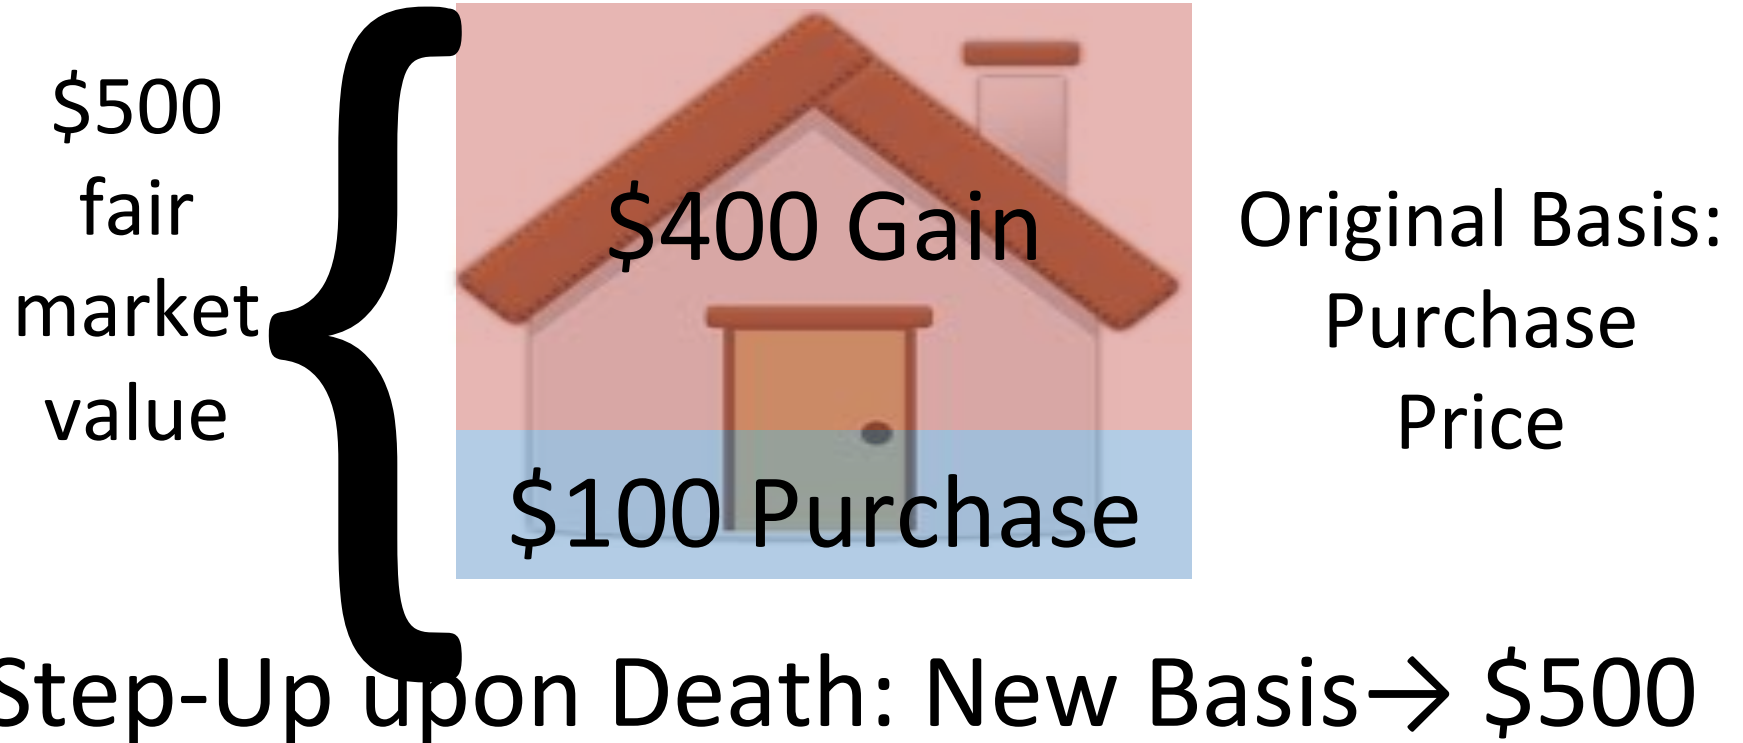 $500
fair
market
value
$400 Gain
$100 Purchase
Original Basis:
Purchase
Price
Step-Up upon Death: New Basis→ $500